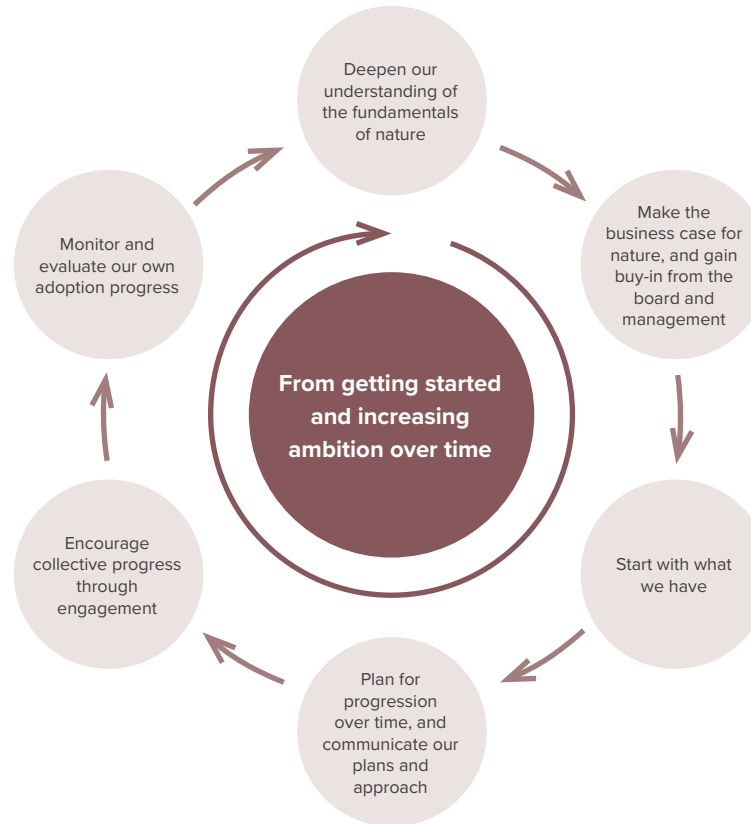 Deepen our
understanding of
the fundamentals
of nature
Make the
business case for
nature, and gain
buy-in from the
board and
management
Start with what
we have
Plan for
progression
over time, and
communicate our
plans and
approach
Encourage
collective progress
through
engagement
Monitor and
evaluate our own
adoption progress
From getting started
and increasing
ambition over time